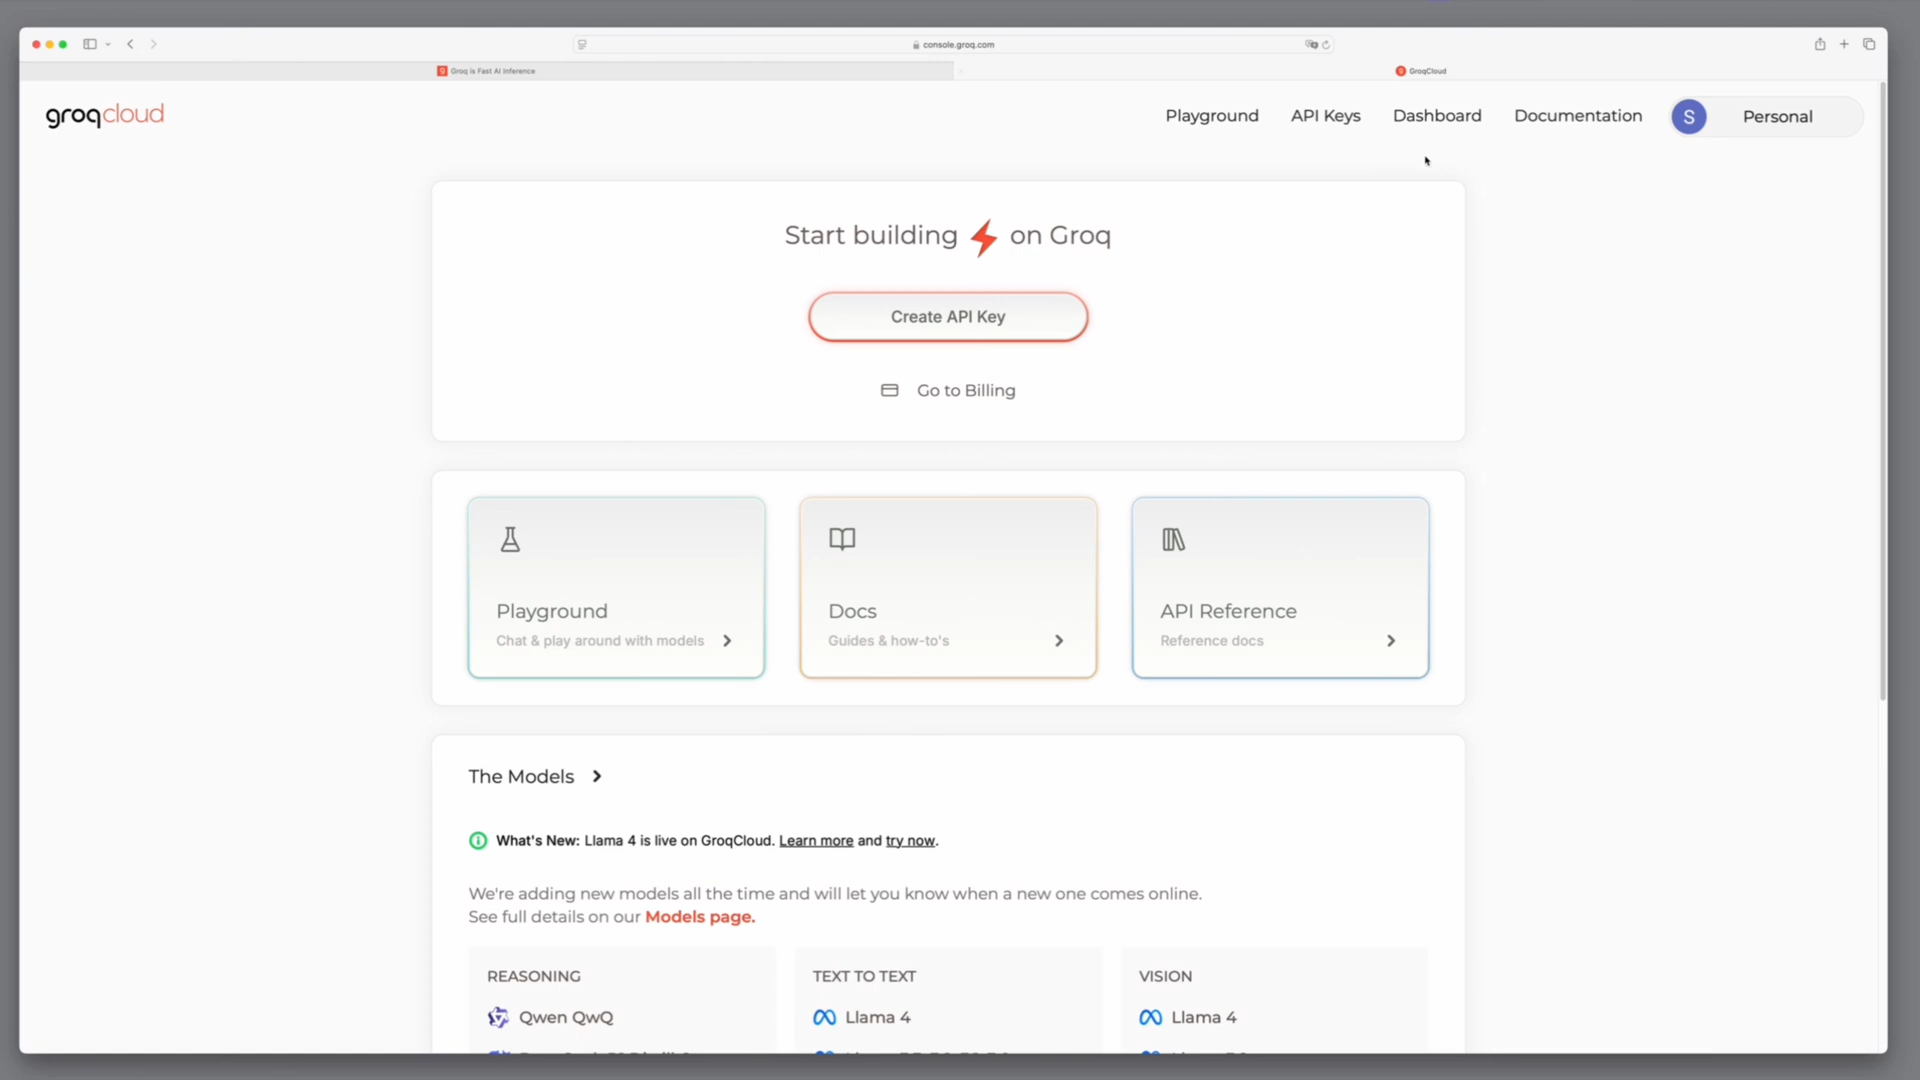 console.groq.com
Groq is Fast AI Inference
GroqCloud
groqcloud
Playground
API Keys
Dashboard
Documentation
S
Personal
Start building on Groq
Create API Key
Go to Billing
Playground
Chat & play around with models
Docs
Guides & how-to's
API Reference
Reference docs
The Models
What's New: Llama 4 is live on GroqCloud. Learn more and try now.
We're adding new models all the time and will let you know when a new one comes online.
See full details on our Models page.
REASONING
Qwen QwQ
TEXT TO TEXT
Llama 4
VISION
Llama 4